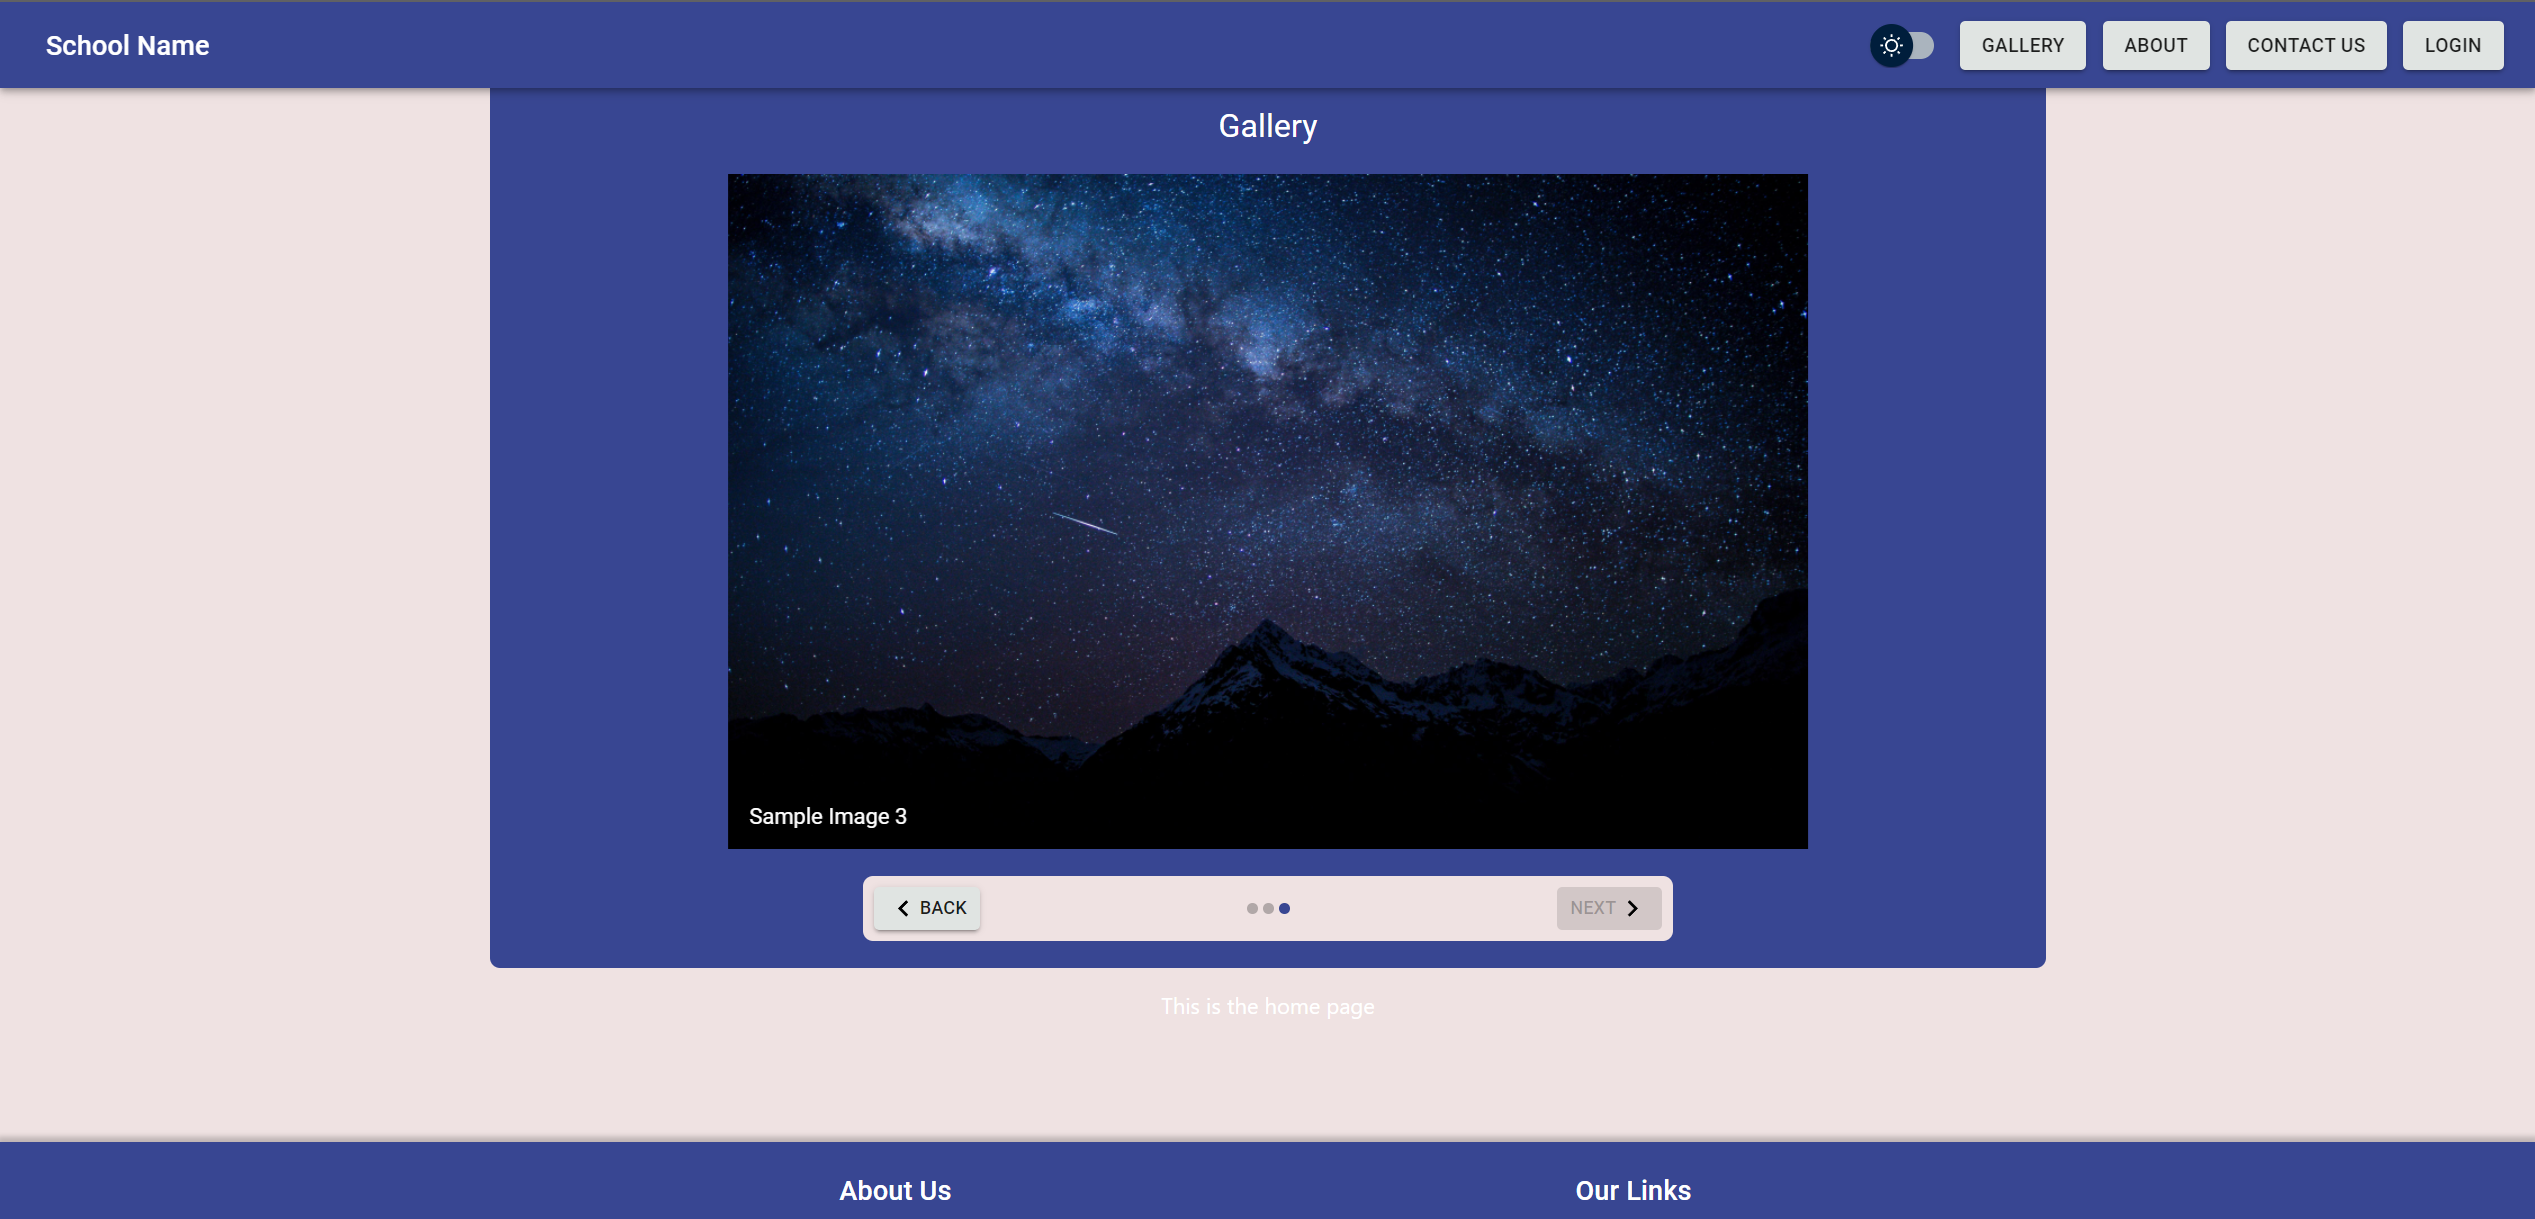 School Name
GALLERY
ABOUT
CONTACT US
LOGIN
Gallery
Sample Image 3
BACK
NEXT
This is the home page
About Us
Our Links